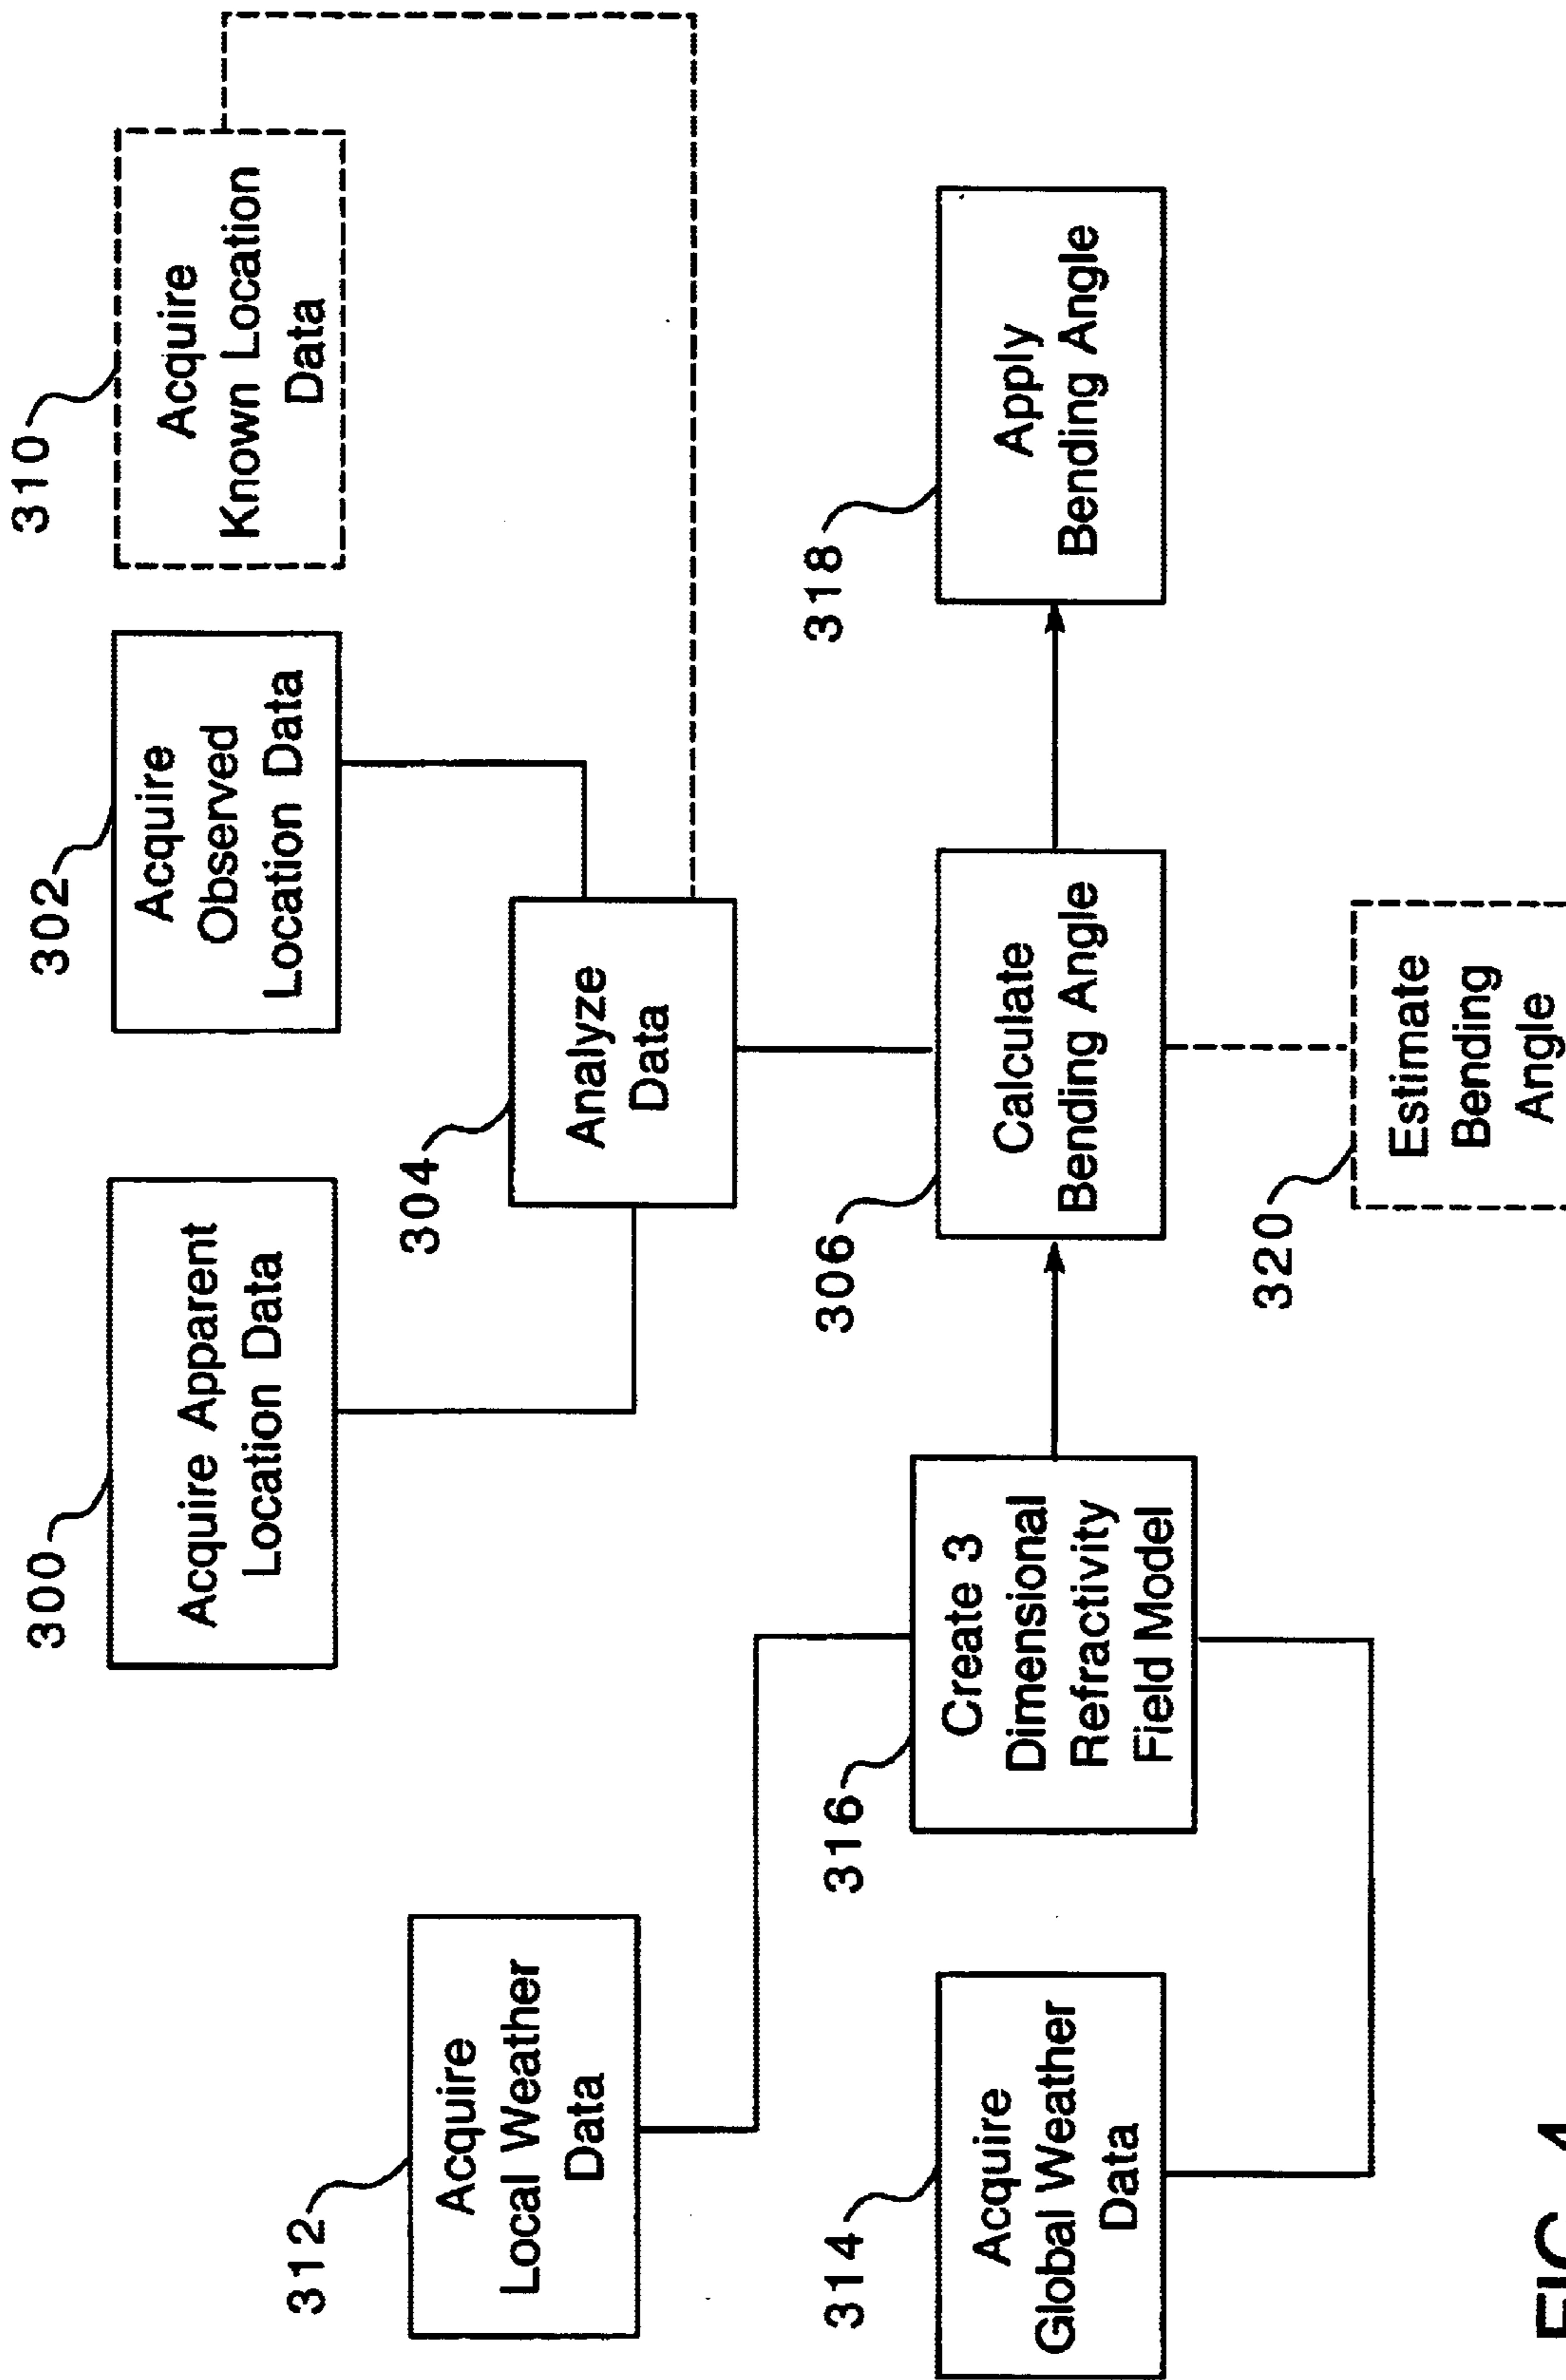 300
Acquire Apparent
Location Data
302
Acquire
Observed
Location Data
310
Acquire
Known Location
Data
304
Analyze
Data
312
Acquire
Local Weather
Data
314
Acquire
Global Weather
Data
316
Create 3
Dimensional
Refractivity
Field Model
306
Calculate
Bending Angle
318
Apply
Bending Angle
320
Estimate
Bending
Angle
FIG. 4